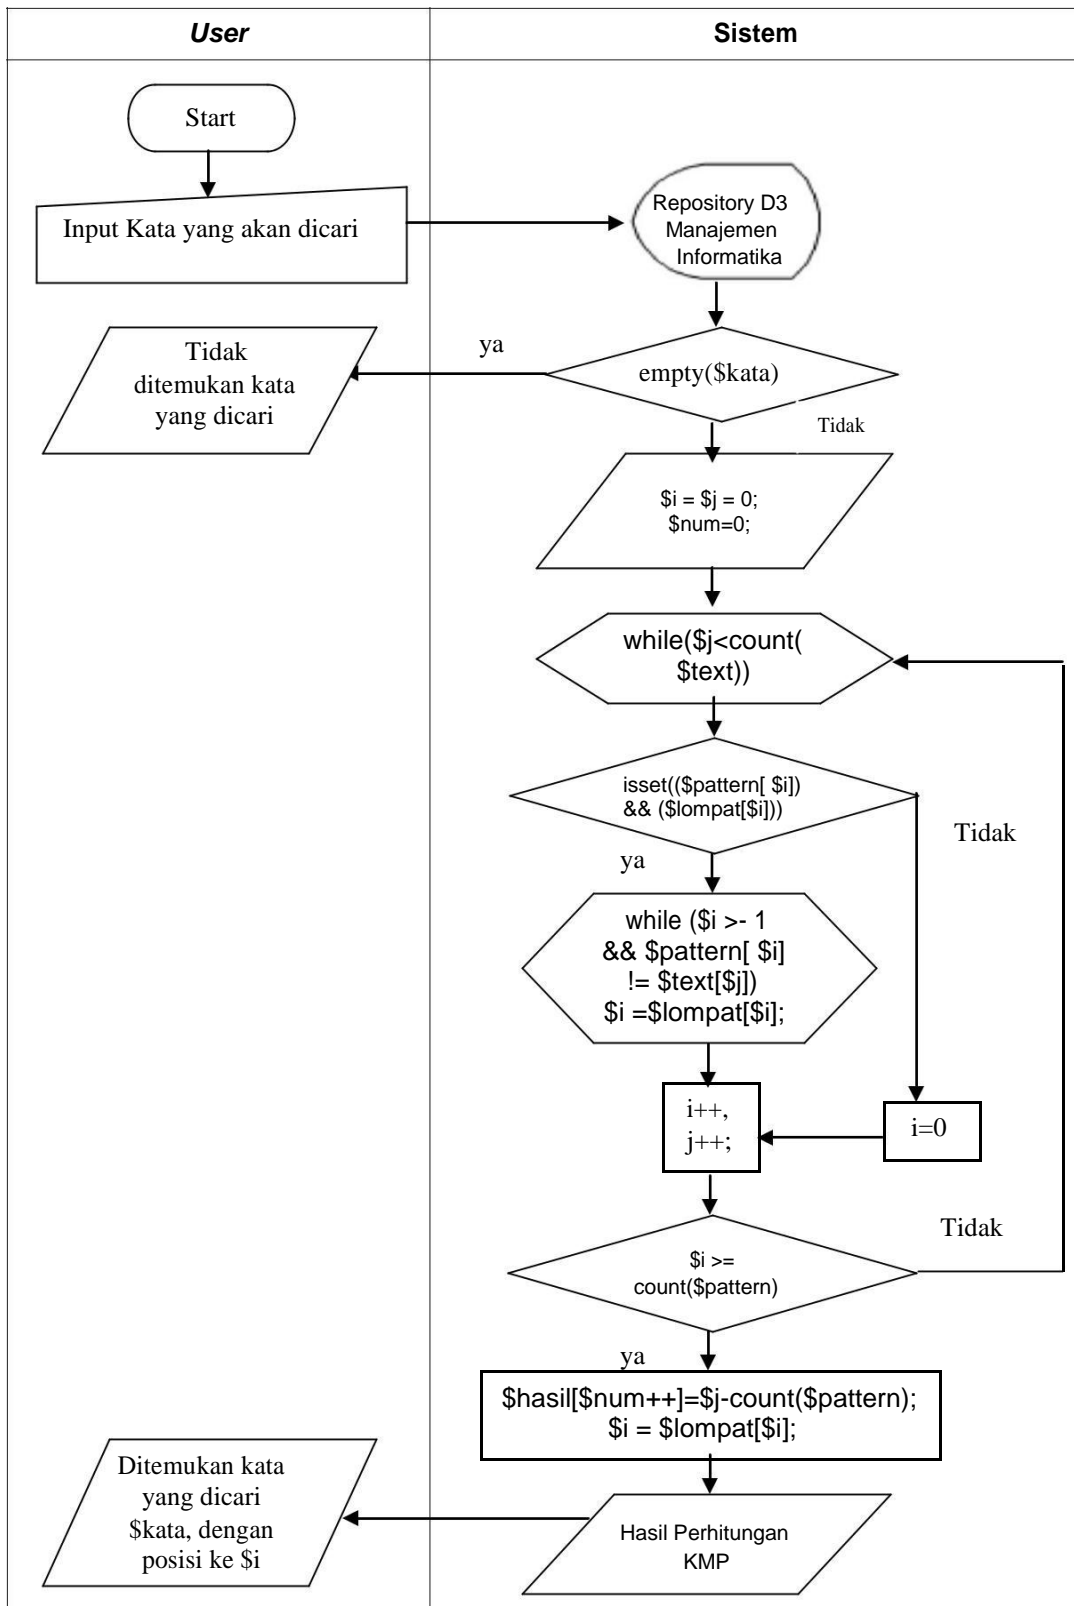 User
Sistem
Start
Input Kata yang akan dicari
Repository D3
Manajemen
Informatika
ya
empty($kata)
Tidak
ditemukan kata
yang dicari
Tidak
$i = $j = 0;
$num=0;
while($j<count(
$text))
isset(($pattern[ $i])
&& ($lompat[$i]))
Tidak
ya
while ($i >- 1
&& $pattern[ $i]
!= $text[$j])
$i =$lompat[$i];
i++,
j++;
i=0
Tidak
$i >=
count($pattern)
ya
$hasil[$num++]=$j-count($pattern);
$i = $lompat[$i];
Ditemukan kata
yang dicari
$kata, dengan
posisi ke $i
Hasil Perhitungan
KMP